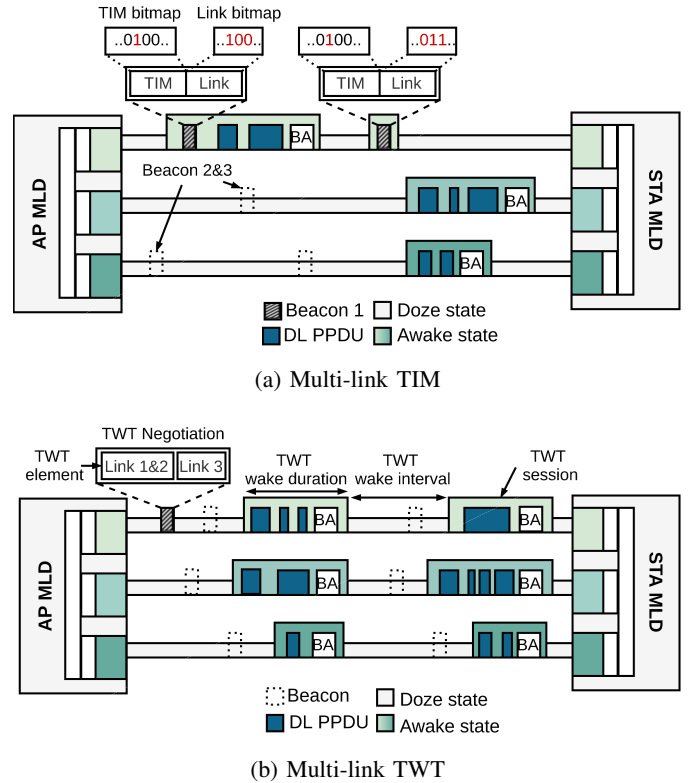 TIM bitmap Link bitmap
..0100.. ..100.. ..0100.. ..011..
TIM Link TIM Link
BA
Beacon 2&3
AP MLD
STA MLD
BA
BA
Beacon 1 Doze state
DL PPDU Awake state
(a) Multi-link TIM
TWT Negotiation
TWT element
Link 1&2 Link 3
TWT wake duration
TWT wake interval
TWT session
BA BA
AP MLD
STA MLD
BA BA
BA BA
Beacon Doze state
DL PPDU Awake state
(b) Multi-link TWT